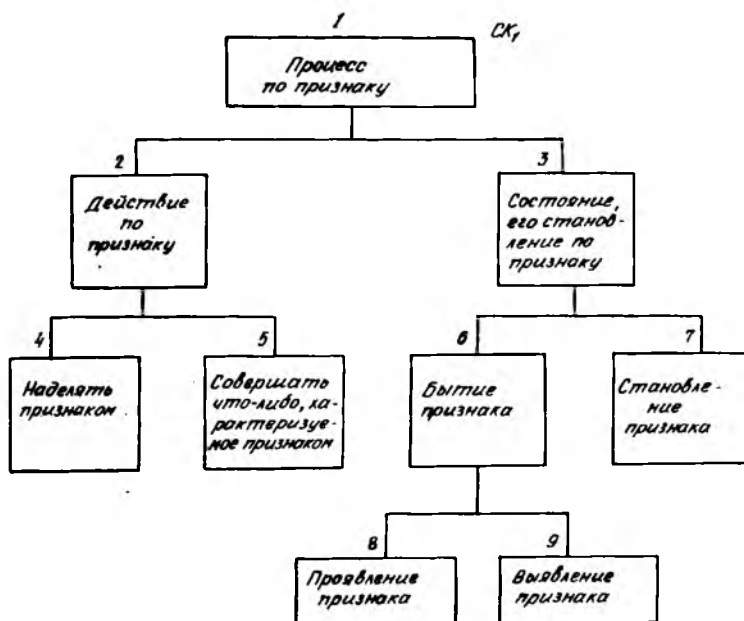 1
СК₁
Процесс
по признаку
2
Действие
по
признаку
3
Состояние,
его станов-
ление по
признаку
4
Наделять
признаком
5
Совершать
что-либо, ха-
рактеризуе-
мое признаком
6
Бытие
признака
7
Становле-
ние
признака
8
Проявление
признака
9
Выявление
признака